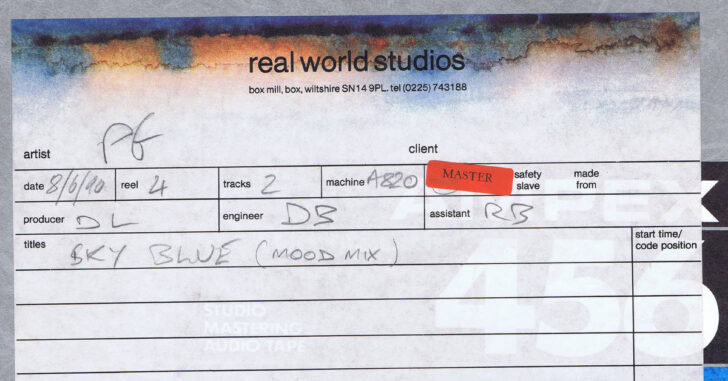 real world studios
box mill, box, wiltshire SN14 9PL. tel (0225) 743188
artist PG client
date 8/6/90 reel 4 tracks 2 machine A820 MASTER safety slave made from
producer DL engineer DB assistant RB
titles SKY BLUE (MOOD MIX) start time/ code position
AMPEX
456
STUDIO
MASTERING
AUDIO TAPE